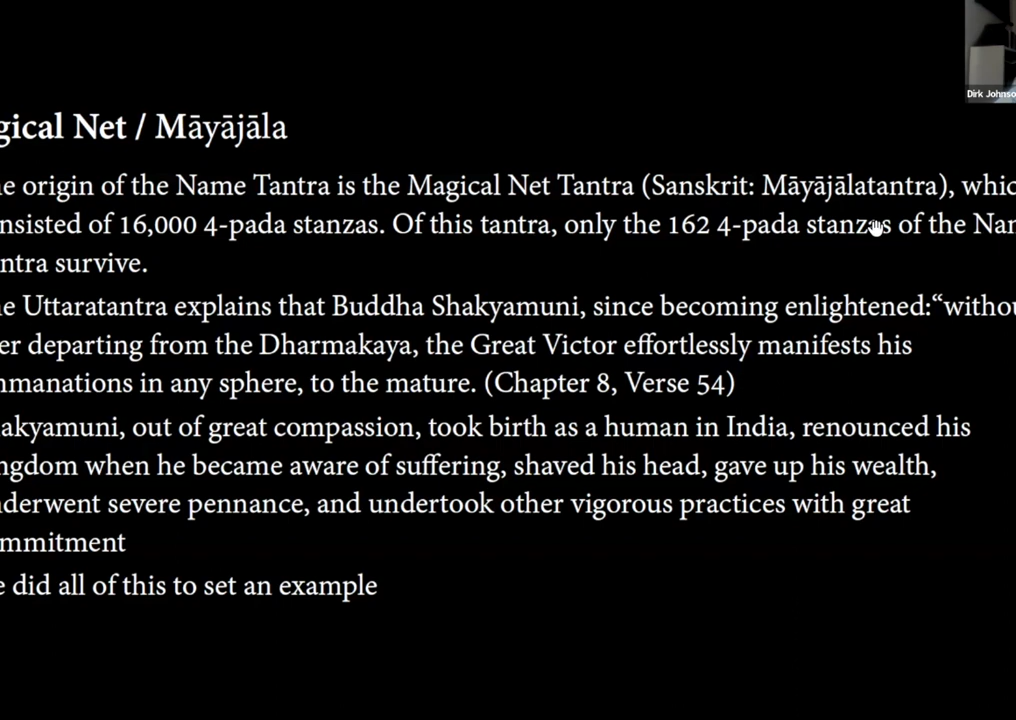 Dirk Johnso
gical Net / Māyājāla
e origin of the Name Tantra is the Magical Net Tantra (Sanskrit: Māyājālatantra), whic
nsisted of 16,000 4-pada stanzas. Of this tantra, only the 162 4-pada stanzas of the Nam
ntra survive.
e Uttaratantra explains that Buddha Shakyamuni, since becoming enlightened:“withou
er departing from the Dharmakaya, the Great Victor effortlessly manifests his
nmanations in any sphere, to the mature. (Chapter 8, Verse 54)
akyamuni, out of great compassion, took birth as a human in India, renounced his
ngdom when he became aware of suffering, shaved his head, gave up his wealth,
nderwent severe pennance, and undertook other vigorous practices with great
mmitment
e did all of this to set an example